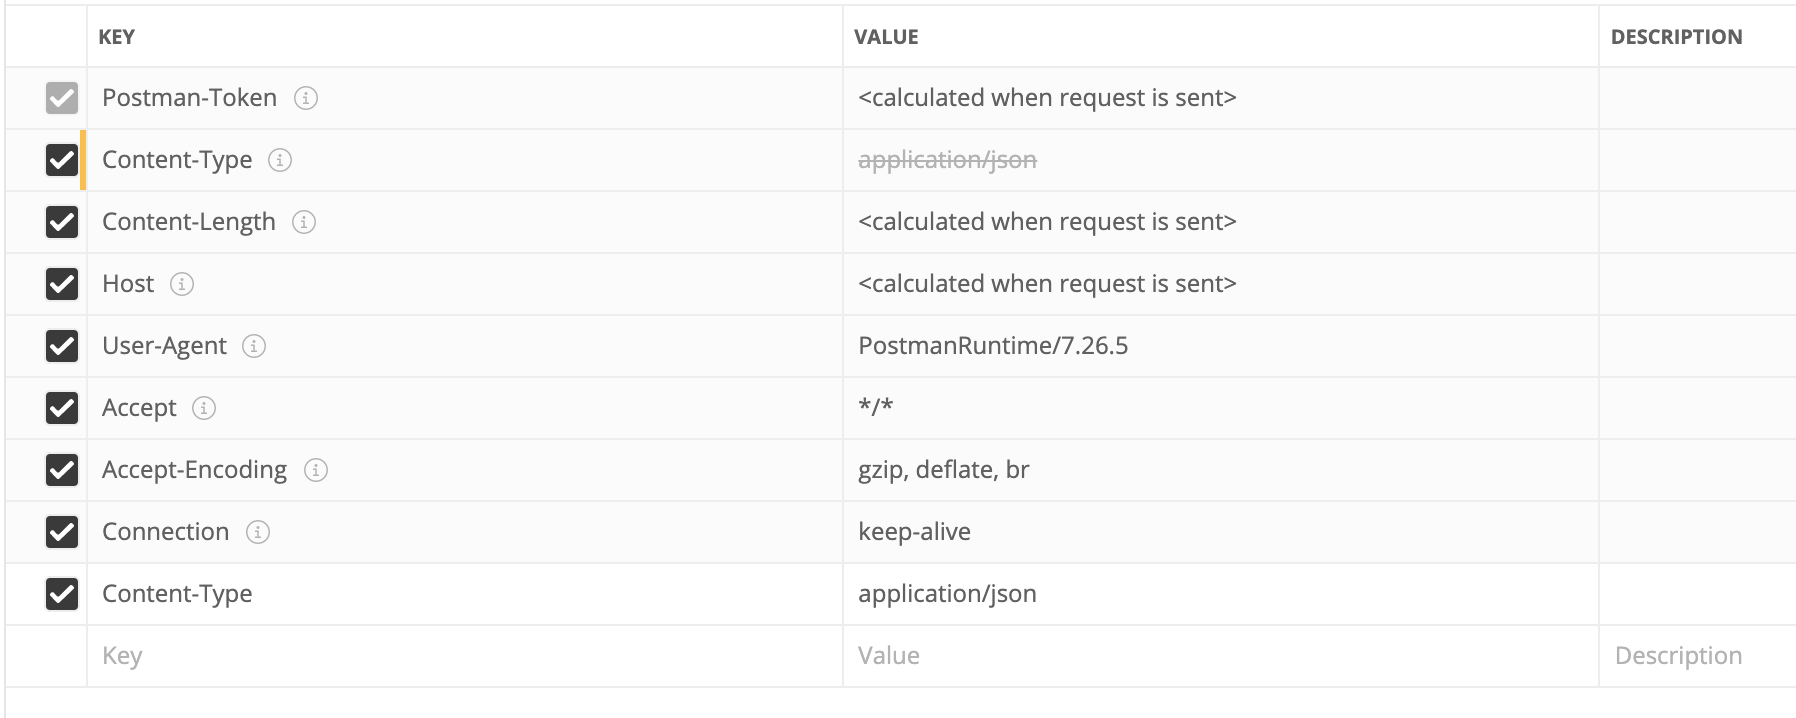 KEY VALUE DESCRIPTION
Postman-Token <calculated when request is sent>
Content-Type application/json
Content-Length <calculated when request is sent>
Host <calculated when request is sent>
User-Agent PostmanRuntime/7.26.5
Accept */*
Accept-Encoding gzip, deflate, br
Connection keep-alive
Content-Type application/json
Key Value Description